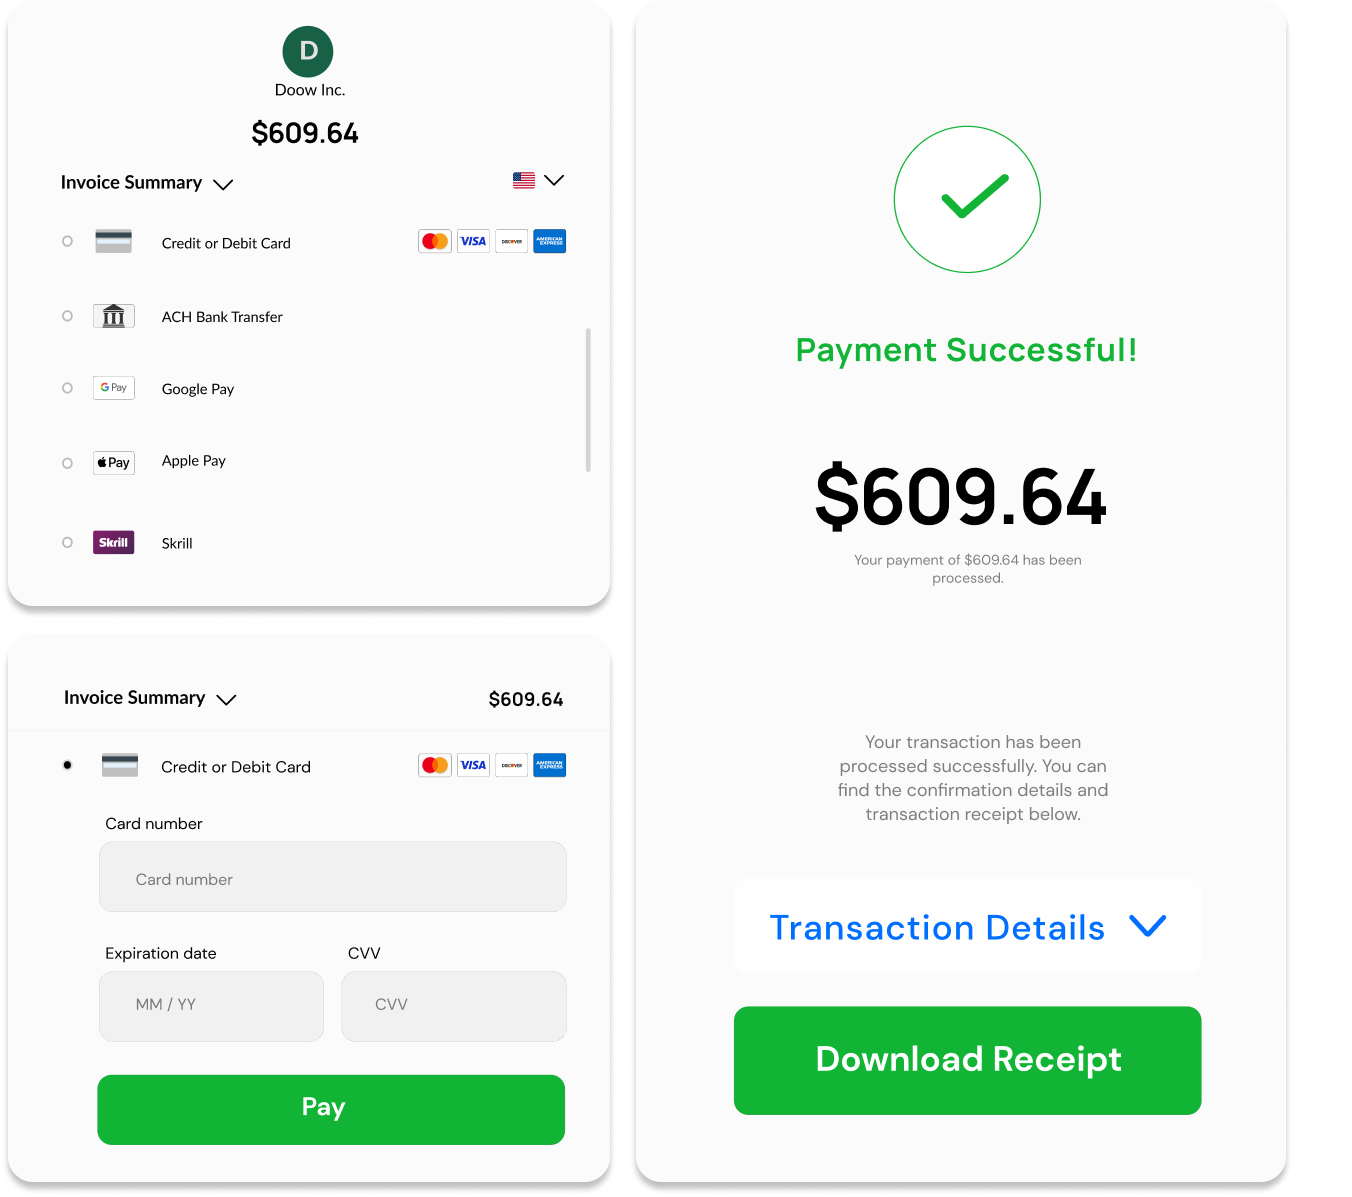 D
Doow Inc.
$609.64
Invoice Summary
Credit or Debit Card VISA DISCOVER AMERICAN EXPRESS
ACH Bank Transfer
G Pay Google Pay
Pay Apple Pay
Skrill Skrill
Invoice Summary $609.64
Credit or Debit Card VISA DISCOVER AMERICAN EXPRESS
Card number
Card number
Expiration date CVV
MM / YY CVV
Pay
Payment Successful!
$609.64
Your payment of $609.64 has been
processed.
Your transaction has been
processed successfully. You can
find the confirmation details and
transaction receipt below.
Transaction Details
Download Receipt